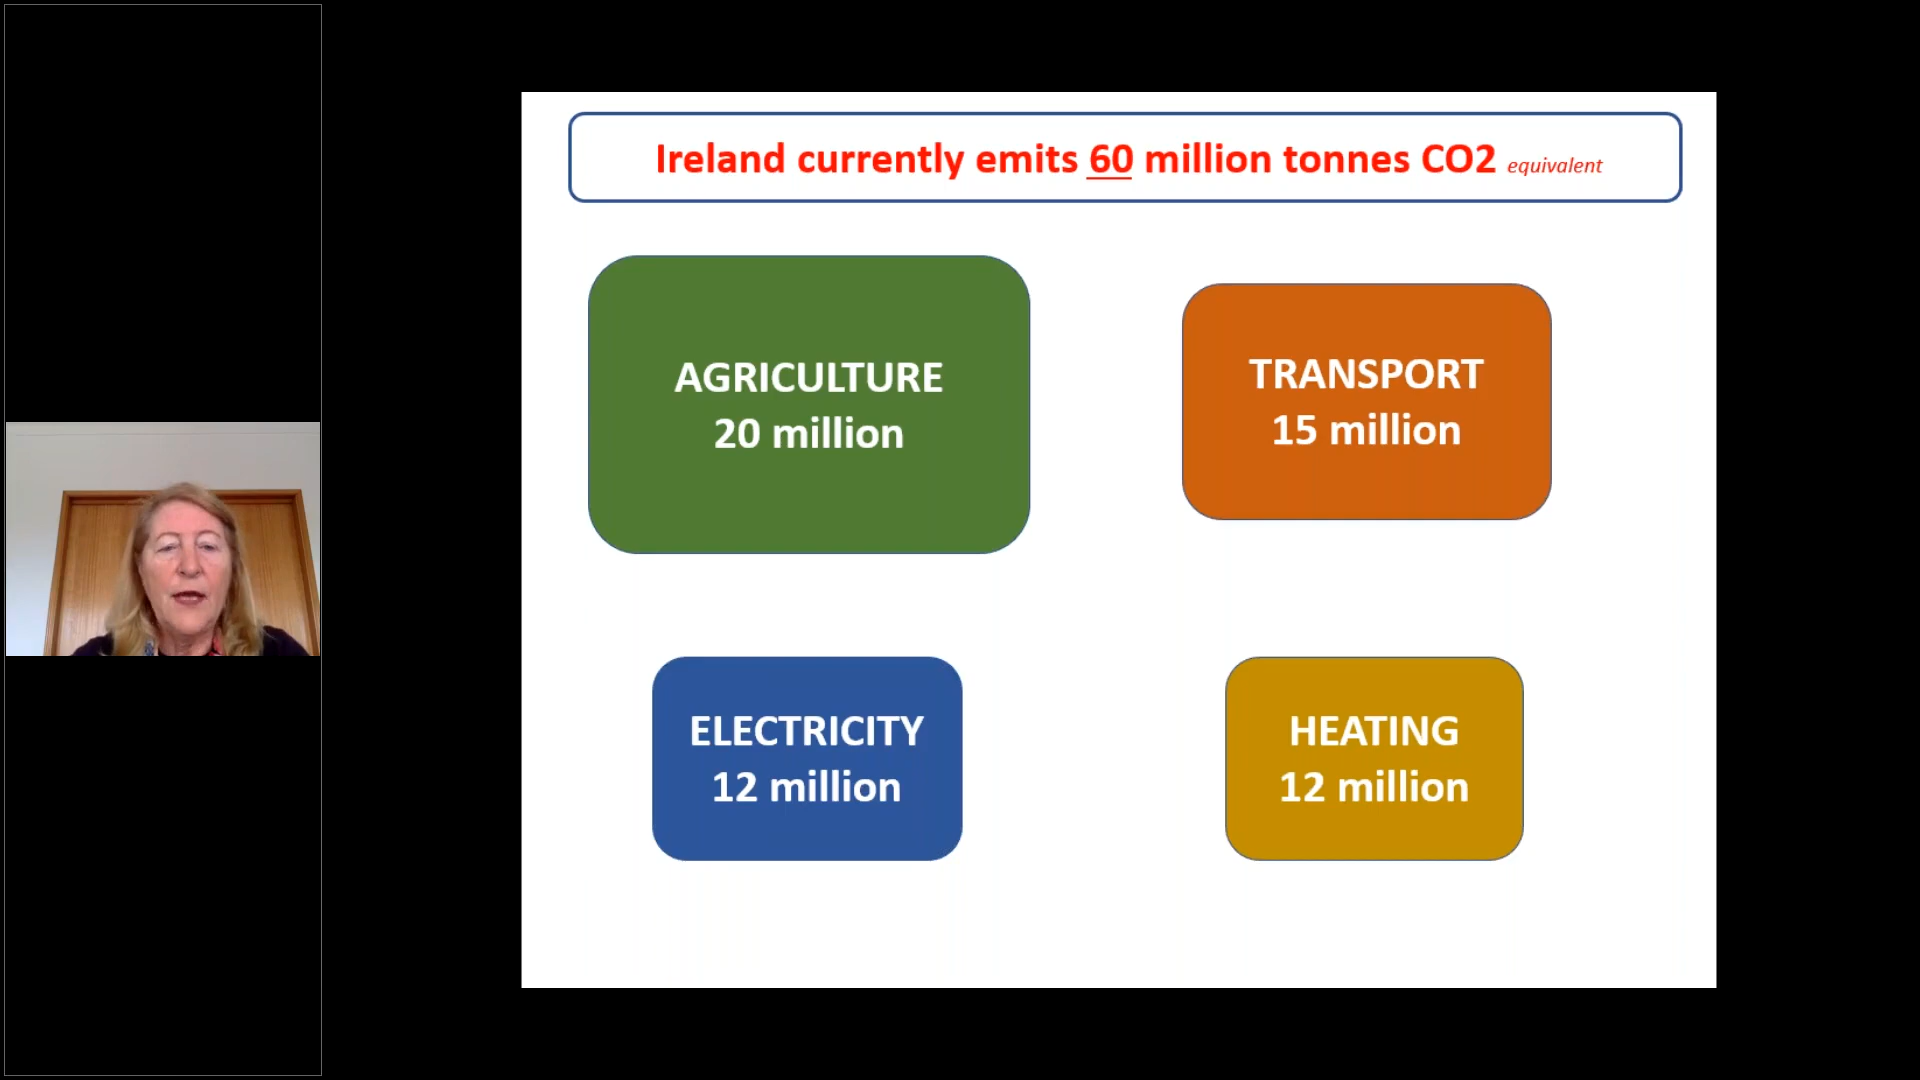 Ireland currently emits 60 million tonnes CO2 equivalent
AGRICULTURE
20 million
TRANSPORT
15 million
ELECTRICITY
12 million
HEATING
12 million